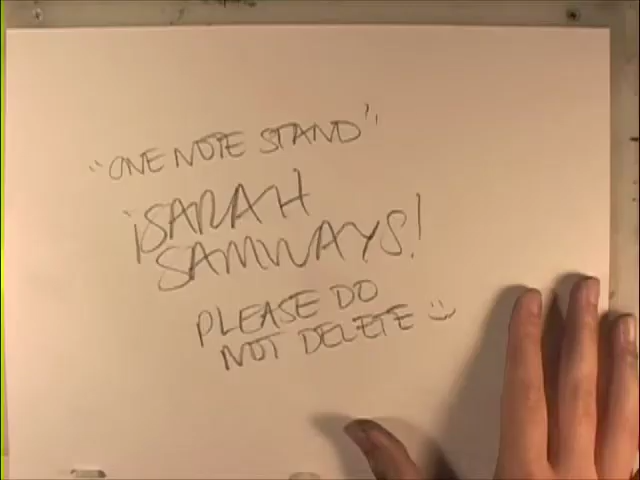 "ONE NOTE STAND"
¡SARAH
SAMWAYS!
PLEASE DO
NOT DELETE :)